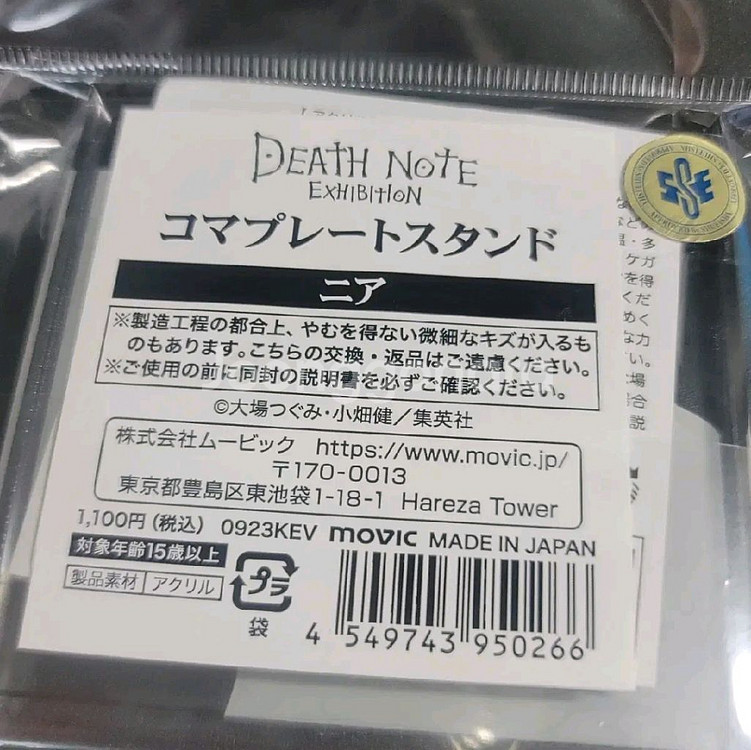 DEATH NOTE
EXHIBITION
コマプレートスタンド
ニア
※製造工程の都合上、やむを得ない微細なキズが入るも
のもあります。こちらの交換・返品はご遠慮ください。
※ご使用の前に同封の説明書を必ずご確認ください。
©大場つぐみ・小畑健／集英社
株式会社ムービック https://www.movic.jp/
〒170-0013
東京都豊島区東池袋1-18-1 Hareza Tower
1,100円（税込） 0923KEV movic MADE IN JAPAN
対象年齢15歳以上
製品素材 アクリル
プラ
袋
4 549743 950266